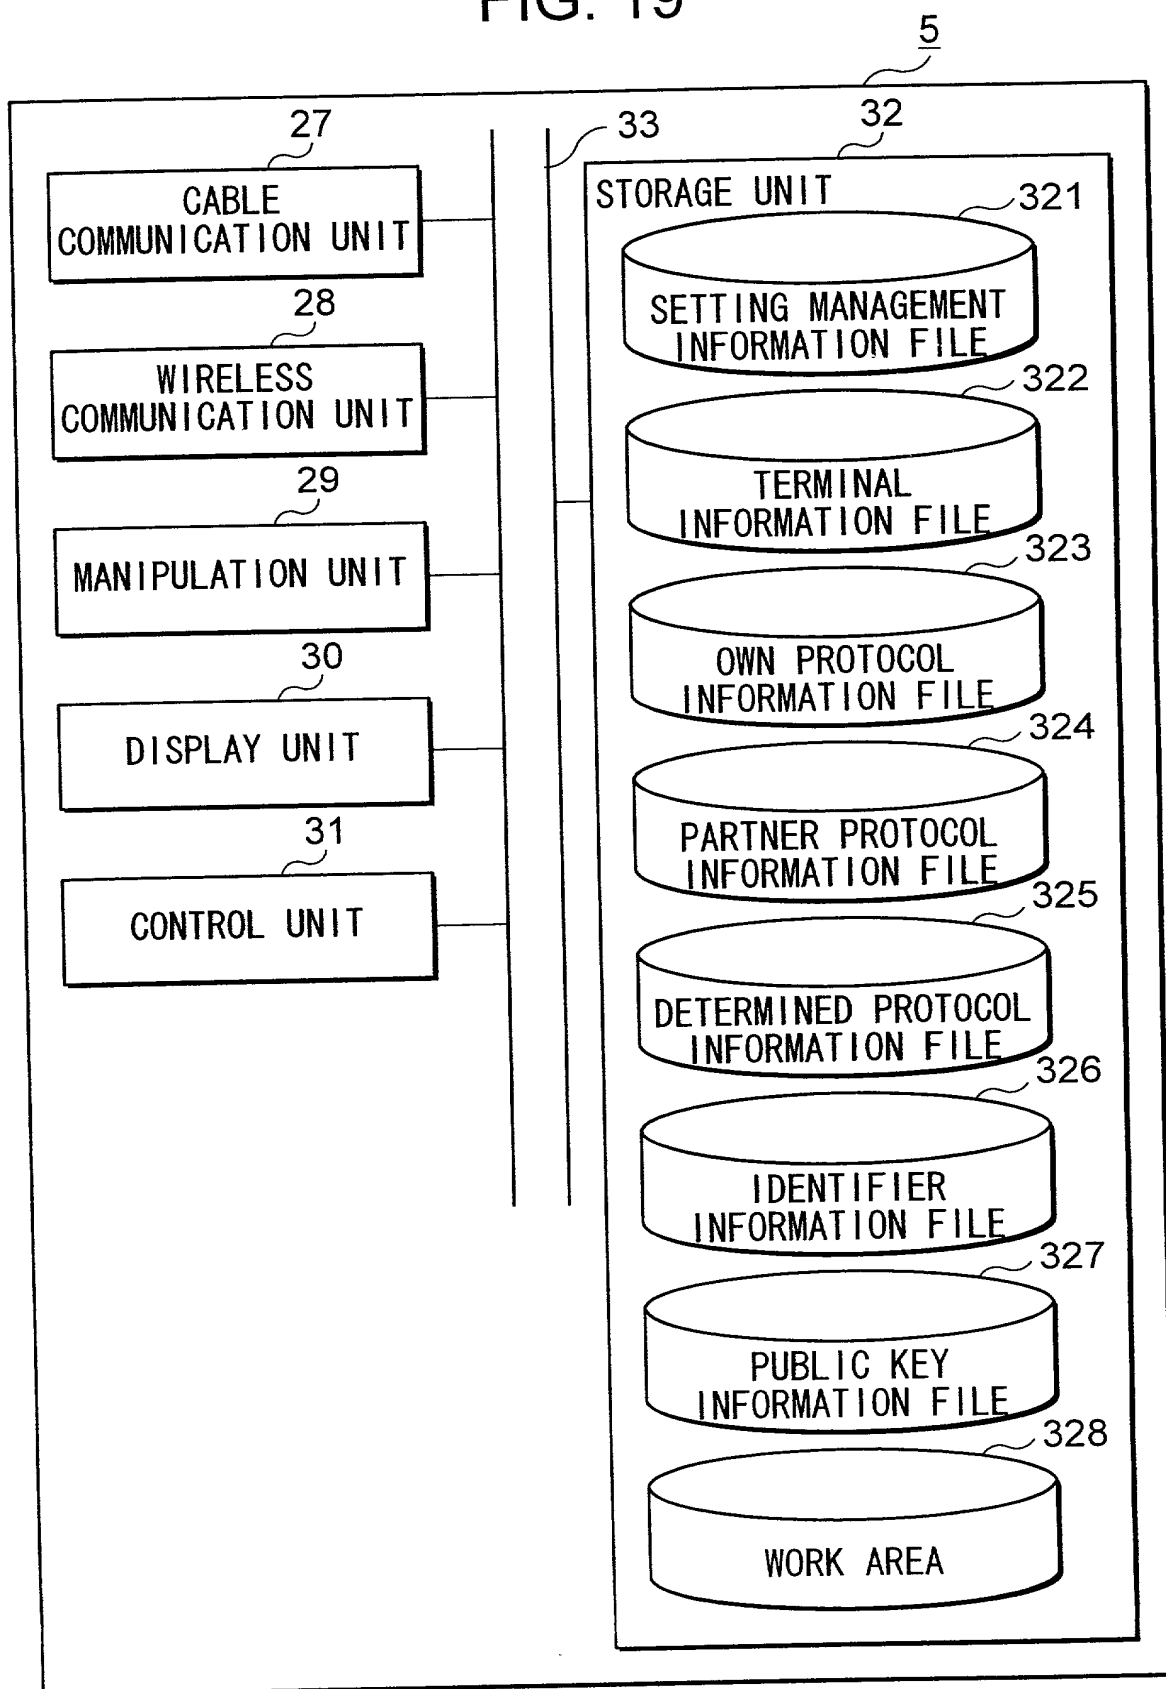 FIG. 19
5
27
CABLE
COMMUNICATION UNIT
28
WIRELESS
COMMUNICATION UNIT
29
MANIPULATION UNIT
30
DISPLAY UNIT
31
CONTROL UNIT
33
32
STORAGE UNIT
321
SETTING MANAGEMENT
INFORMATION FILE
322
TERMINAL
INFORMATION FILE
323
OWN PROTOCOL
INFORMATION FILE
324
PARTNER PROTOCOL
INFORMATION FILE
325
DETERMINED PROTOCOL
INFORMATION FILE
326
IDENTIFIER
INFORMATION FILE
327
PUBLIC KEY
INFORMATION FILE
328
WORK AREA